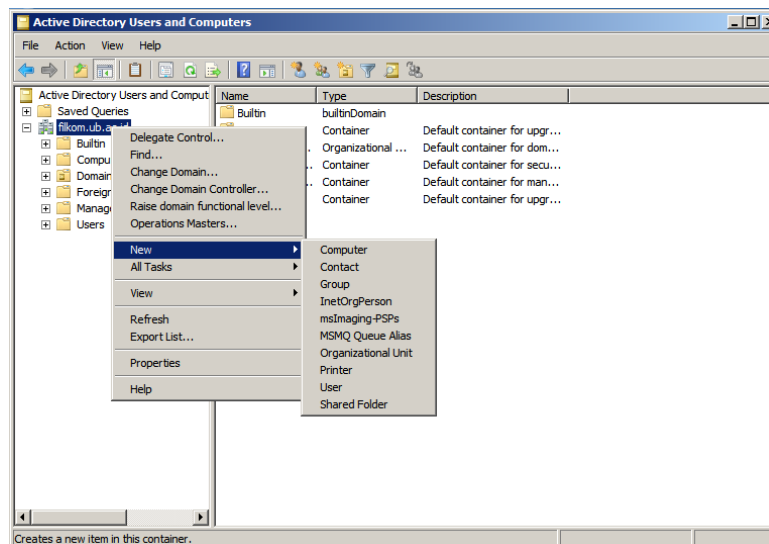 Active Directory Users and Computers
File Action View Help
Active Directory Users and Comput
Saved Queries
filkom.ub.ac.id
Builtin
Compu
Domain
Foreign
Manag
Users
Name Type Description
Builtin builtinDomain
Container Default container for upgr...
Organizational ... Default container for dom...
Container Default container for secu...
Container Default container for man...
Container Default container for upgr...
Delegate Control...
Find...
Change Domain...
Change Domain Controller...
Raise domain functional level...
Operations Masters...
New
All Tasks
View
Refresh
Export List...
Properties
Help
Computer
Contact
Group
InetOrgPerson
msImaging-PSPs
MSMQ Queue Alias
Organizational Unit
Printer
User
Shared Folder
Creates a new item in this container.